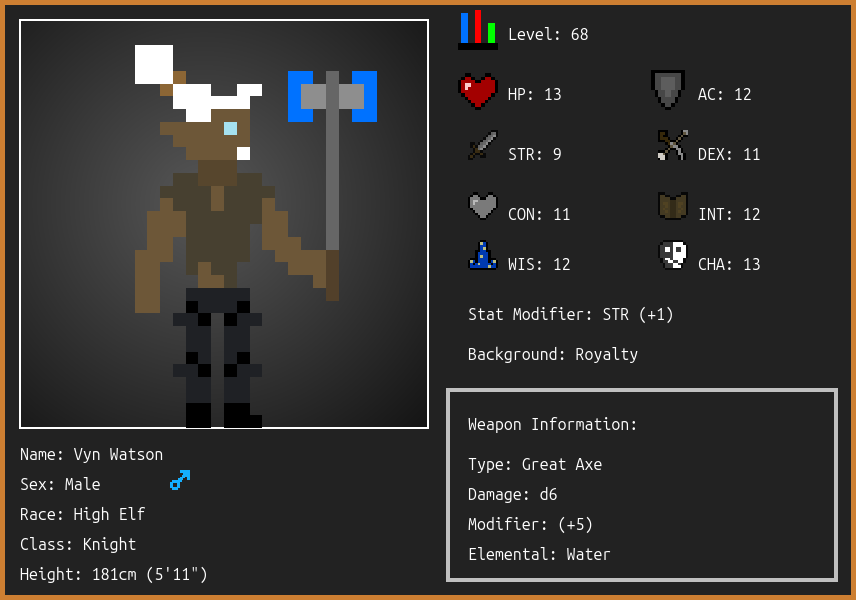 Level: 68
HP: 13
AC: 12
STR: 9
DEX: 11
CON: 11
INT: 12
WIS: 12
CHA: 13
Stat Modifier: STR (+1)
Background: Royalty
Weapon Information:
Type: Great Axe
Damage: d6
Modifier: (+5)
Elemental: Water
Name: Vyn Watson
Sex: Male
Race: High Elf
Class: Knight
Height: 181cm (5'11")